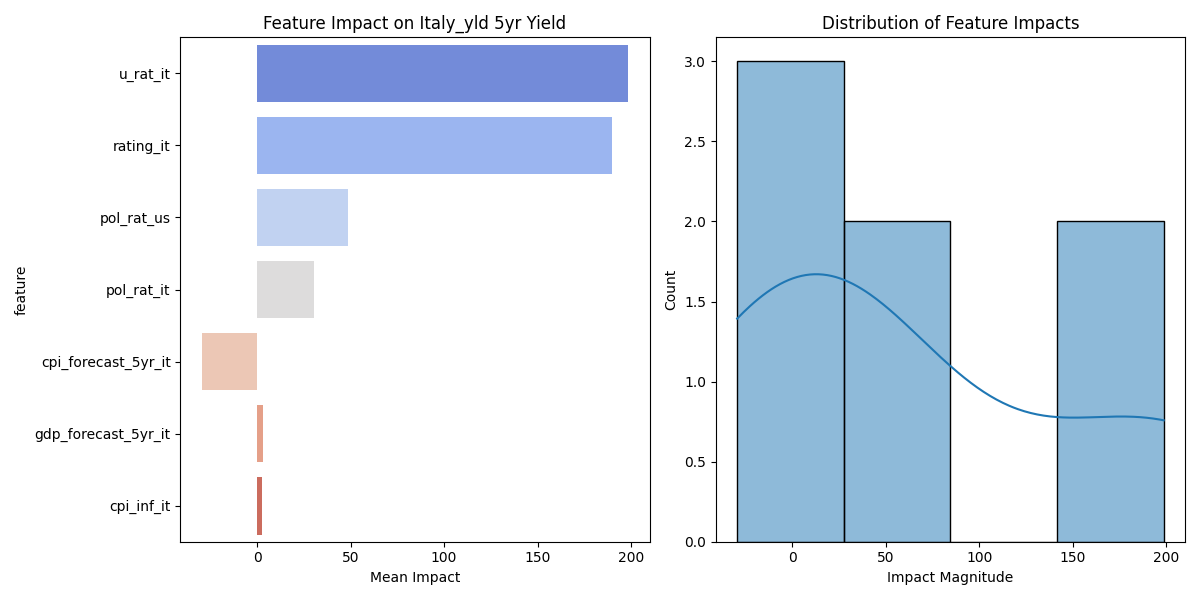 Feature Impact on Italy_yld 5yr Yield
feature
u_rat_it
rating_it
pol_rat_us
pol_rat_it
cpi_forecast_5yr_it
gdp_forecast_5yr_it
cpi_inf_it
0 50 100 150 200
Mean Impact
Distribution of Feature Impacts
Count
3.0
2.5
2.0
1.5
1.0
0.5
0.0
0 50 100 150 200
Impact Magnitude